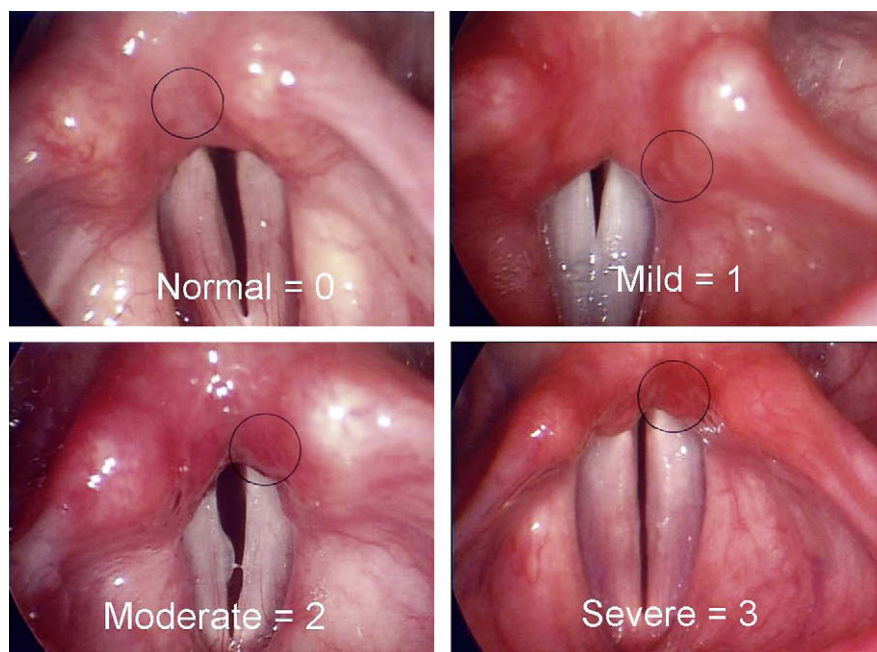 Normal = 0
Mild = 1
Moderate = 2
Severe = 3